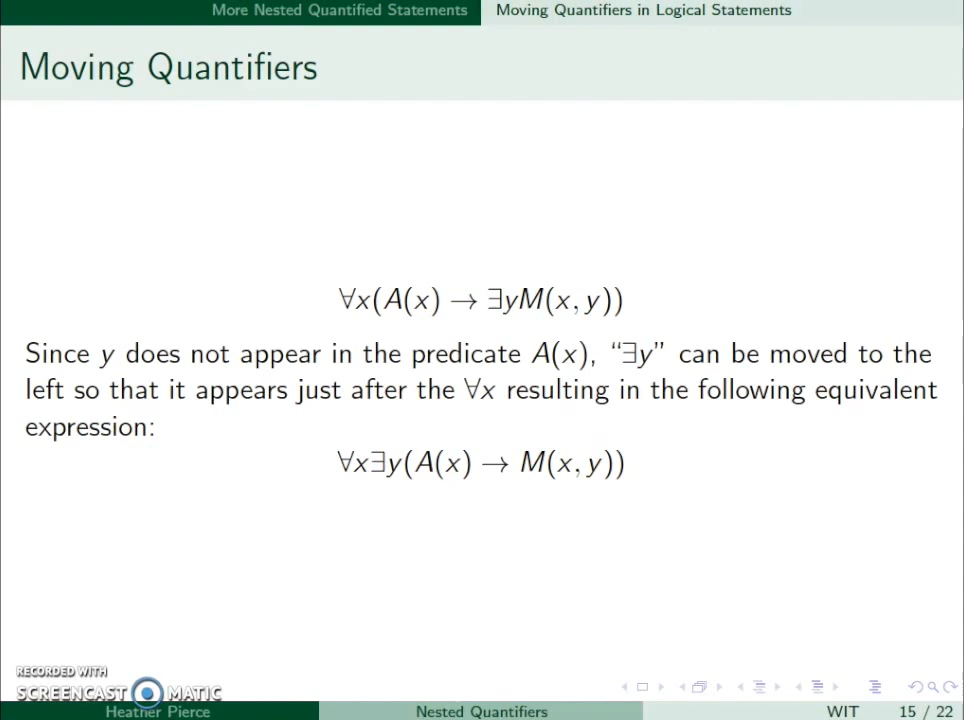 More Nested Quantified Statements Moving Quantifiers in Logical Statements
Moving Quantifiers
∀x(A(x) → ∃yM(x, y))
Since y does not appear in the predicate A(x), “∃y” can be moved to the
left so that it appears just after the ∀x resulting in the following equivalent
expression:
∀x∃y(A(x) → M(x, y))
RECORDED WITH
SCREENCAST MATIC
Heather Pierce Nested Quantifiers WIT 15 / 22